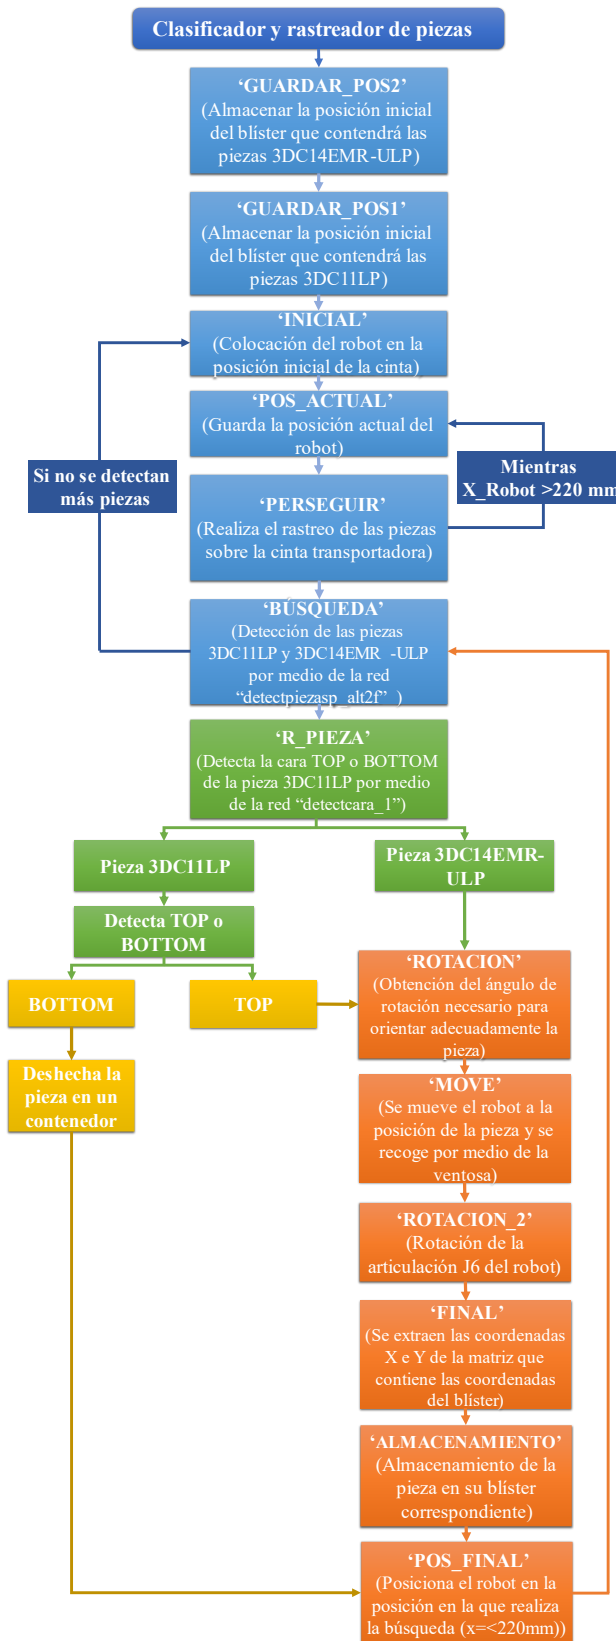 Clasificador y rastreador de piezas
‘GUARDAR_POS2’
(Almacenar la posición inicial
del blíster que contendrá las
piezas 3DC14EMR-ULP)
‘GUARDAR_POS1’
(Almacenar la posición inicial
del blíster que contendrá las
piezas 3DC11LP)
‘INICIAL’
(Colocación del robot en la
posición inicial de la cinta)
‘POS_ACTUAL’
(Guarda la posición actual del
robot)
Si no se detectan
más piezas
Mientras
X_Robot >220 mm
‘PERSEGUIR’
(Realiza el rastreo de las piezas
sobre la cinta transportadora)
‘BÚSQUEDA’
(Detección de las piezas
3DC11LP y 3DC14EMR -ULP
por medio de la red
“detectpiezasp_alt2f” )
‘R_PIEZA’
(Detecta la cara TOP o BOTTOM
de la pieza 3DC11LP por medio
de la red “detectcara_1”)
Pieza 3DC11LP
Pieza 3DC14EMR-
ULP
Detecta TOP o
BOTTOM
BOTTOM
TOP
‘ROTACION’
(Obtención del ángulo de
rotación necesario para
orientar adecuadamente la
pieza)
Deshecha la
pieza en un
contenedor
‘MOVE’
(Se mueve el robot a la
posición de la pieza y se
recoge por medio de la
ventosa)
‘ROTACION_2’
(Rotación de la
articulación J6 del robot)
‘FINAL’
(Se extraen las coordenadas
X e Y de la matriz que
contiene las coordenadas
del blíster)
‘ALMACENAMIENTO’
(Almacenamiento de la
pieza en su blíster
correspondiente)
‘POS_FINAL’
(Posiciona el robot en la
posición en la que realiza
la búsqueda (x=<220mm))